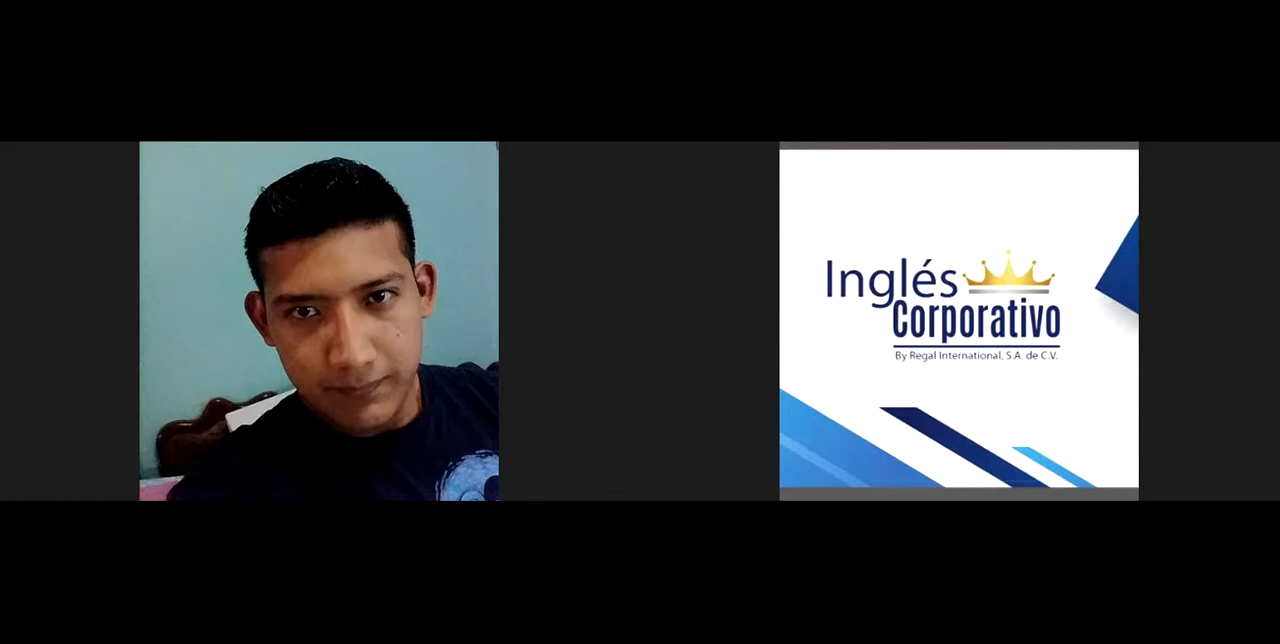 Inglés
Corporativo
By Regal International, S.A. de C.V.